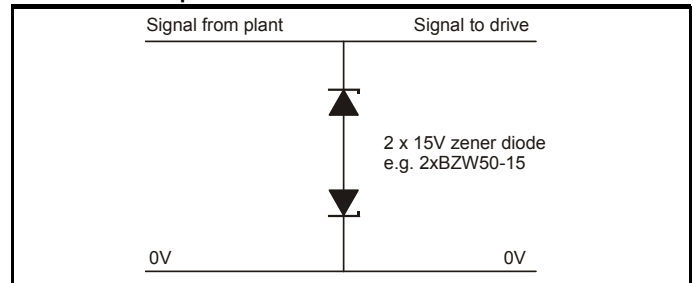 Signal from plant Signal to drive
2 x 15V zener diode
e.g. 2xBZW50-15
0V 0V